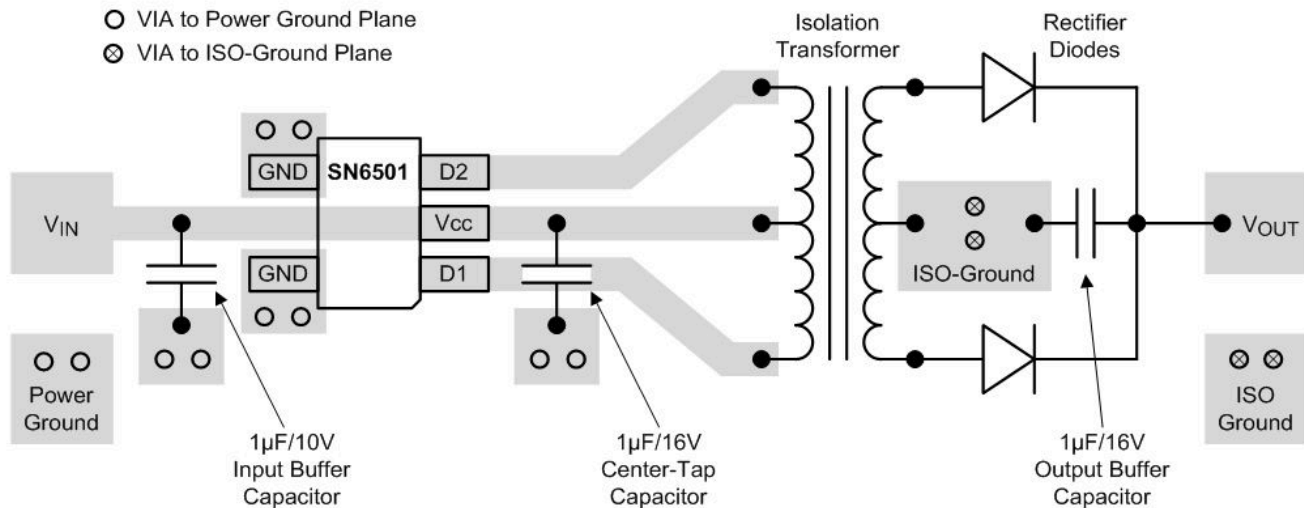 VIA to Power Ground Plane
VIA to ISO-Ground Plane
Isolation
Transformer
Rectifier
Diodes
GND
SN6501
D2
VIN
Vcc
GND
D1
ISO-Ground
VOUT
Power
Ground
ISO
Ground
1µF/10V
Input Buffer
Capacitor
1µF/16V
Center-Tap
Capacitor
1µF/16V
Output Buffer
Capacitor